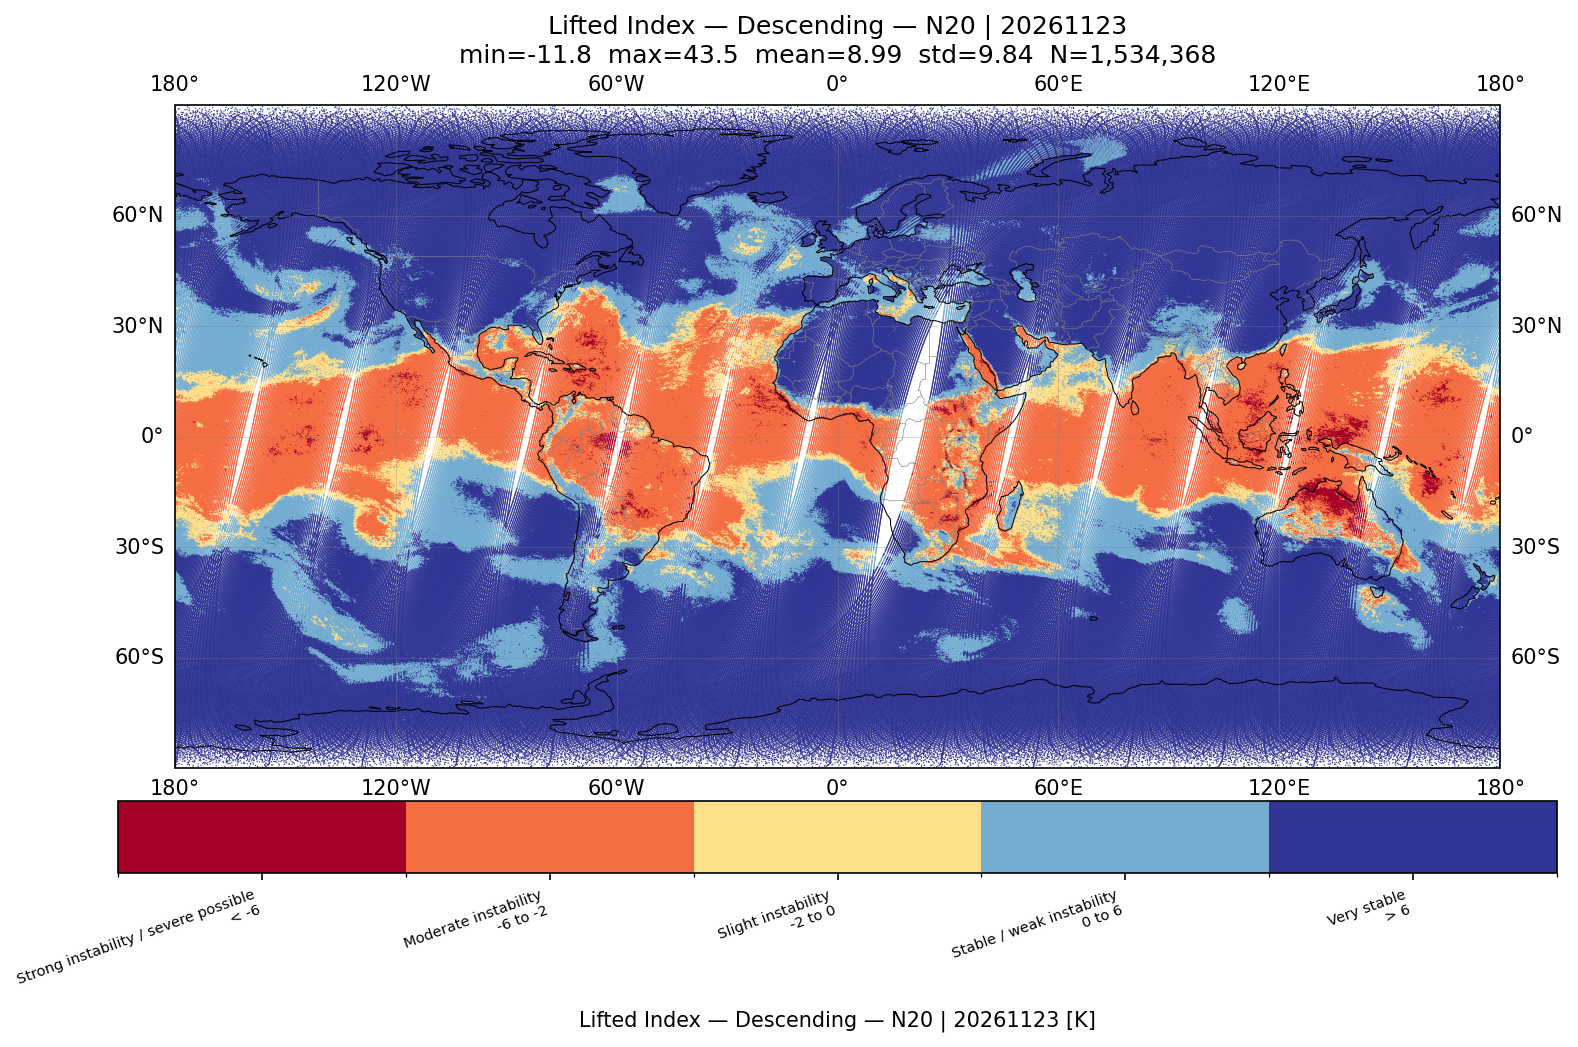 Lifted Index — Descending — N20 | 20261123
min=-11.8  max=43.5  mean=8.99  std=9.84  N=1,534,368
180° 120°W 60°W 0° 60°E 120°E 180°
60°N 60°N
30°N 30°N
0° 0°
30°S 30°S
60°S 60°S
180° 120°W 60°W 0° 60°E 120°E 180°
Strong instability / severe possible
< -6
Moderate instability
-6 to -2
Slight instability
-2 to 0
Stable / weak instability
0 to 6
Very stable
> 6
Lifted Index — Descending — N20 | 20261123 [K]